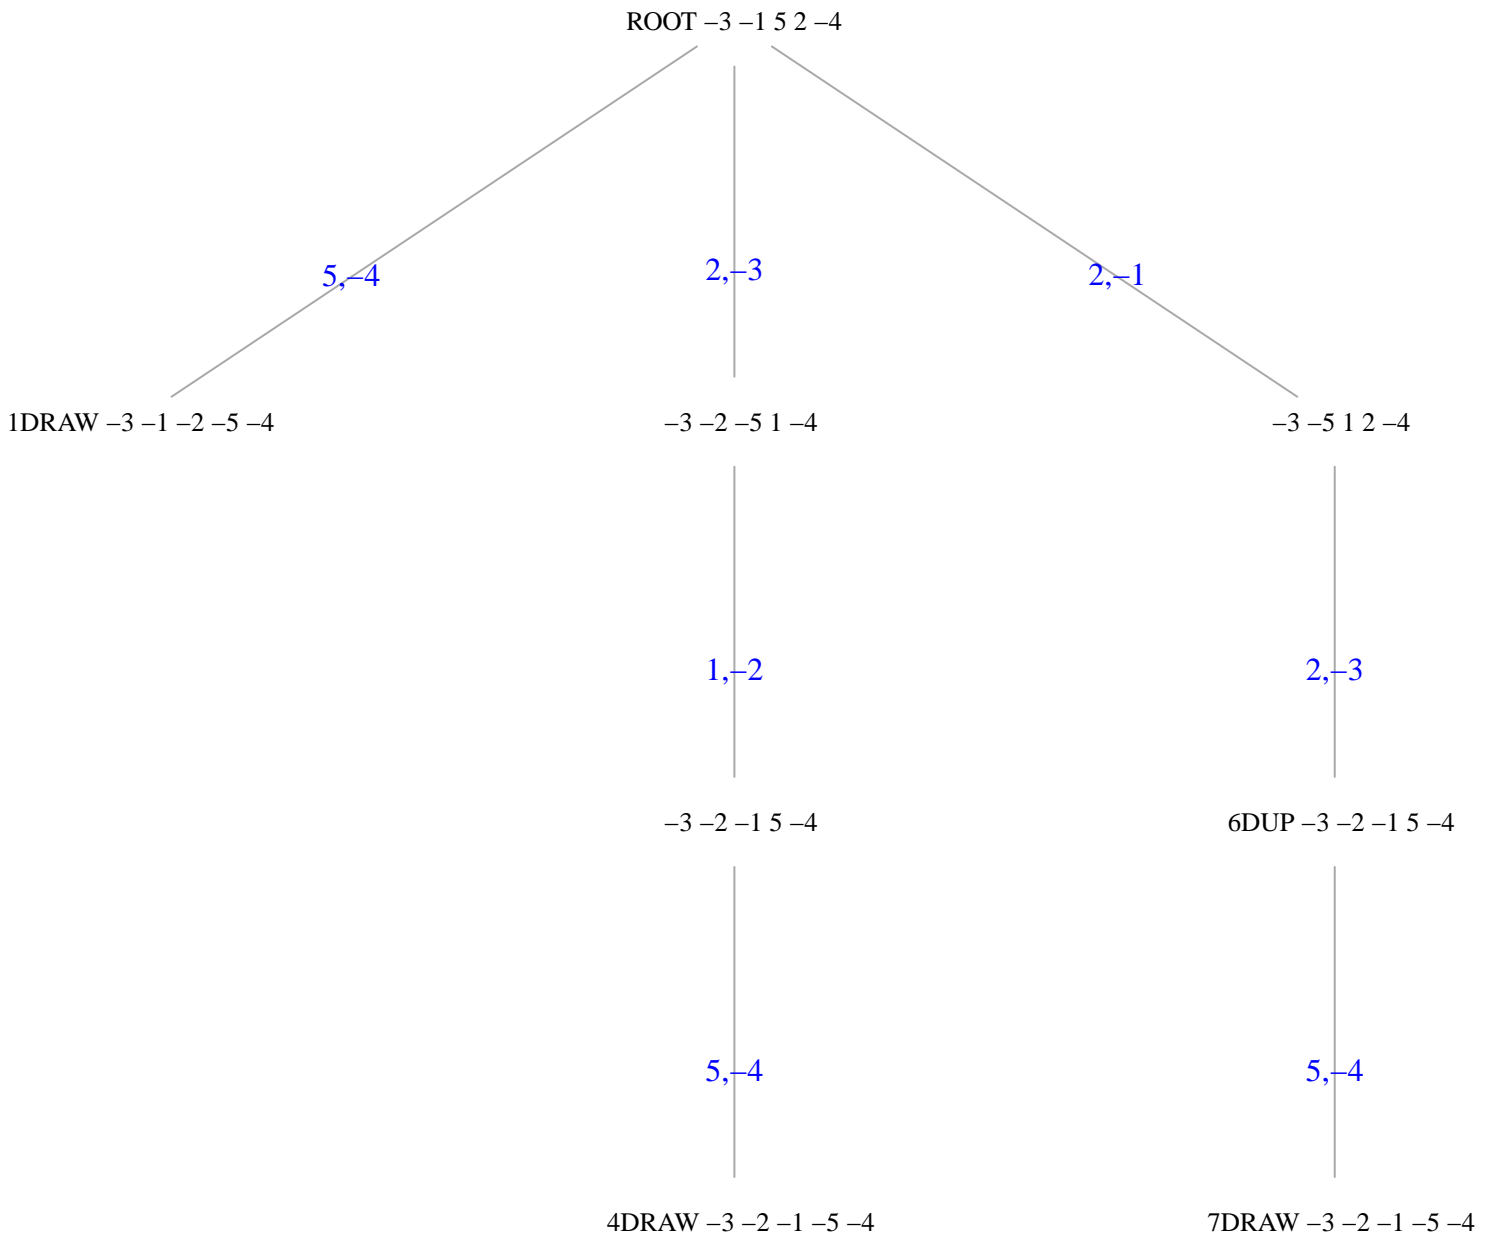 ROOT –3 –1 5 2 –4
5,–4
2,–3
2,–1
1DRAW –3 –1 –2 –5 –4
–3 –2 –5 1 –4
–3 –5 1 2 –4
1,–2
2,–3
–3 –2 –1 5 –4
6DUP –3 –2 –1 5 –4
5,–4
5,–4
4DRAW –3 –2 –1 –5 –4
7DRAW –3 –2 –1 –5 –4